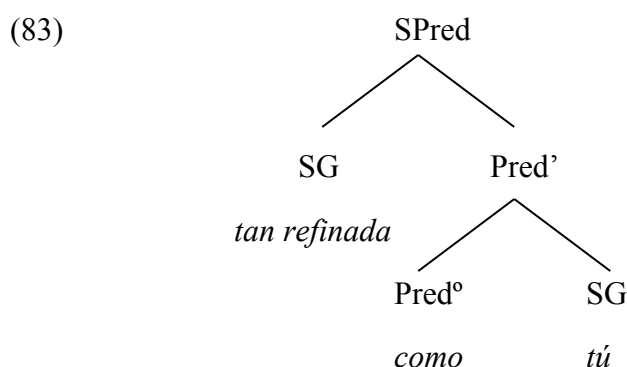 (83) SPred
SG Pred’
tan refinada
Predº SG
como tú